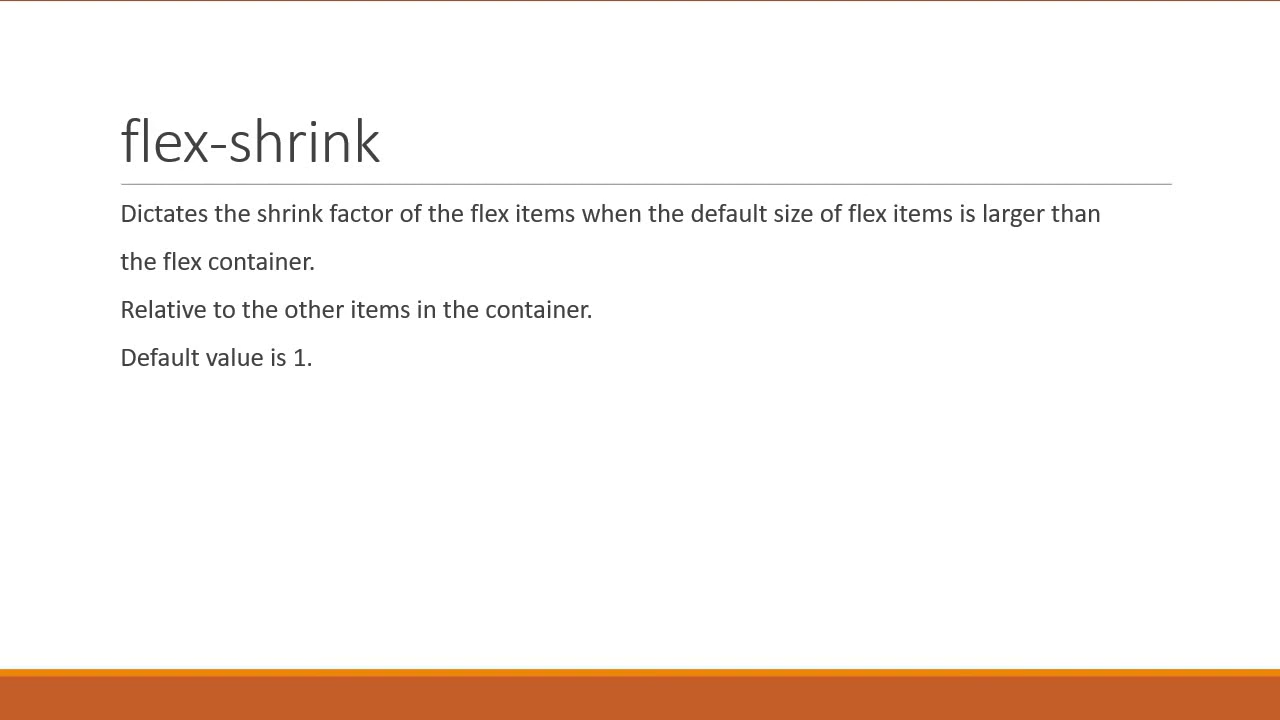 flex-shrink
Dictates the shrink factor of the flex items when the default size of flex items is larger than
the flex container.
Relative to the other items in the container.
Default value is 1.